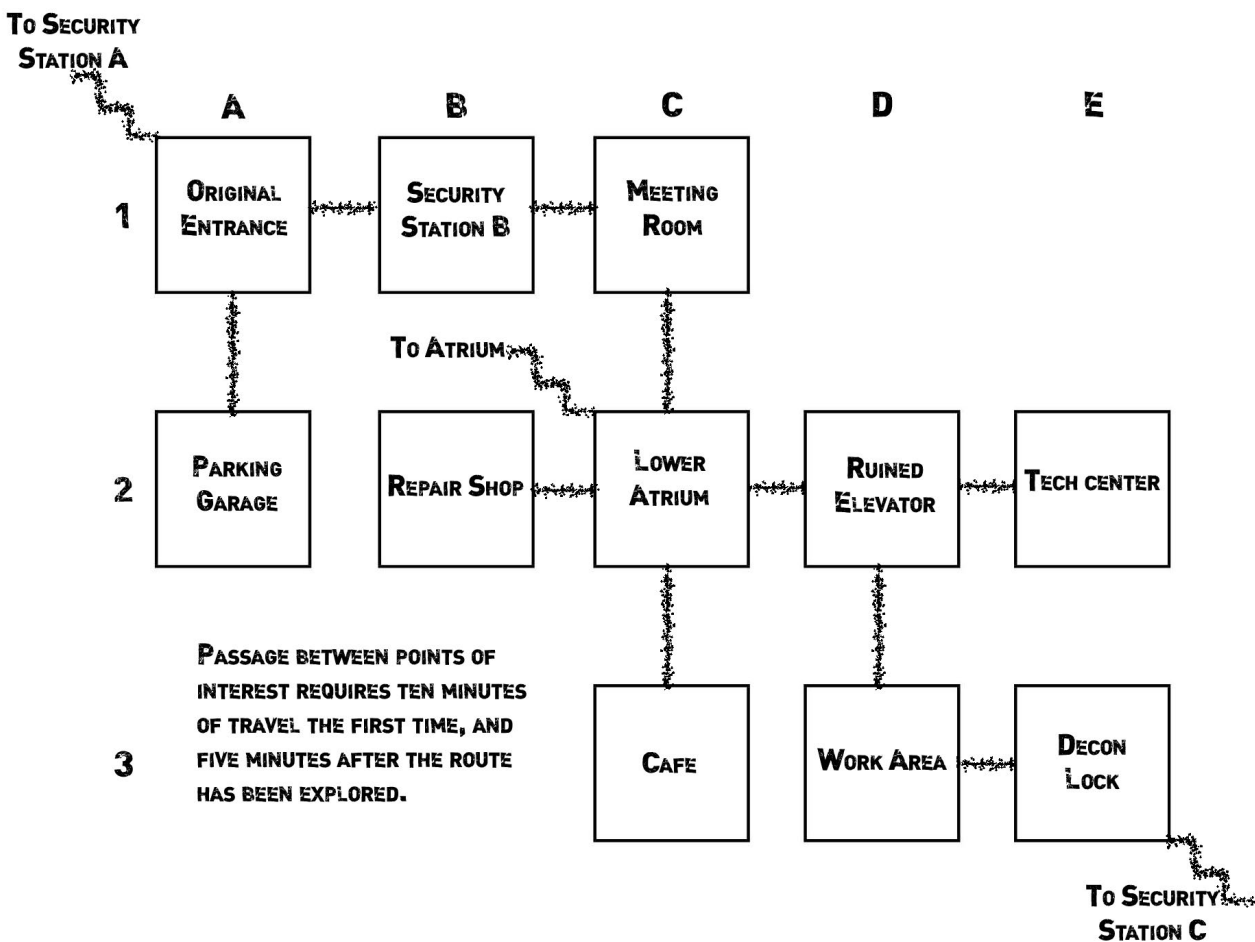 To Security
Station A
A
B
C
D
E
1
Original
Entrance
Security
Station B
Meeting
Room
To Atrium
2
Parking
Garage
Repair Shop
Lower
Atrium
Ruined
Elevator
Tech center
Passage between points of
interest requires ten minutes
of travel the first time, and
five minutes after the route
has been explored.
3
Cafe
Work Area
Decon
Lock
To Security
Station C